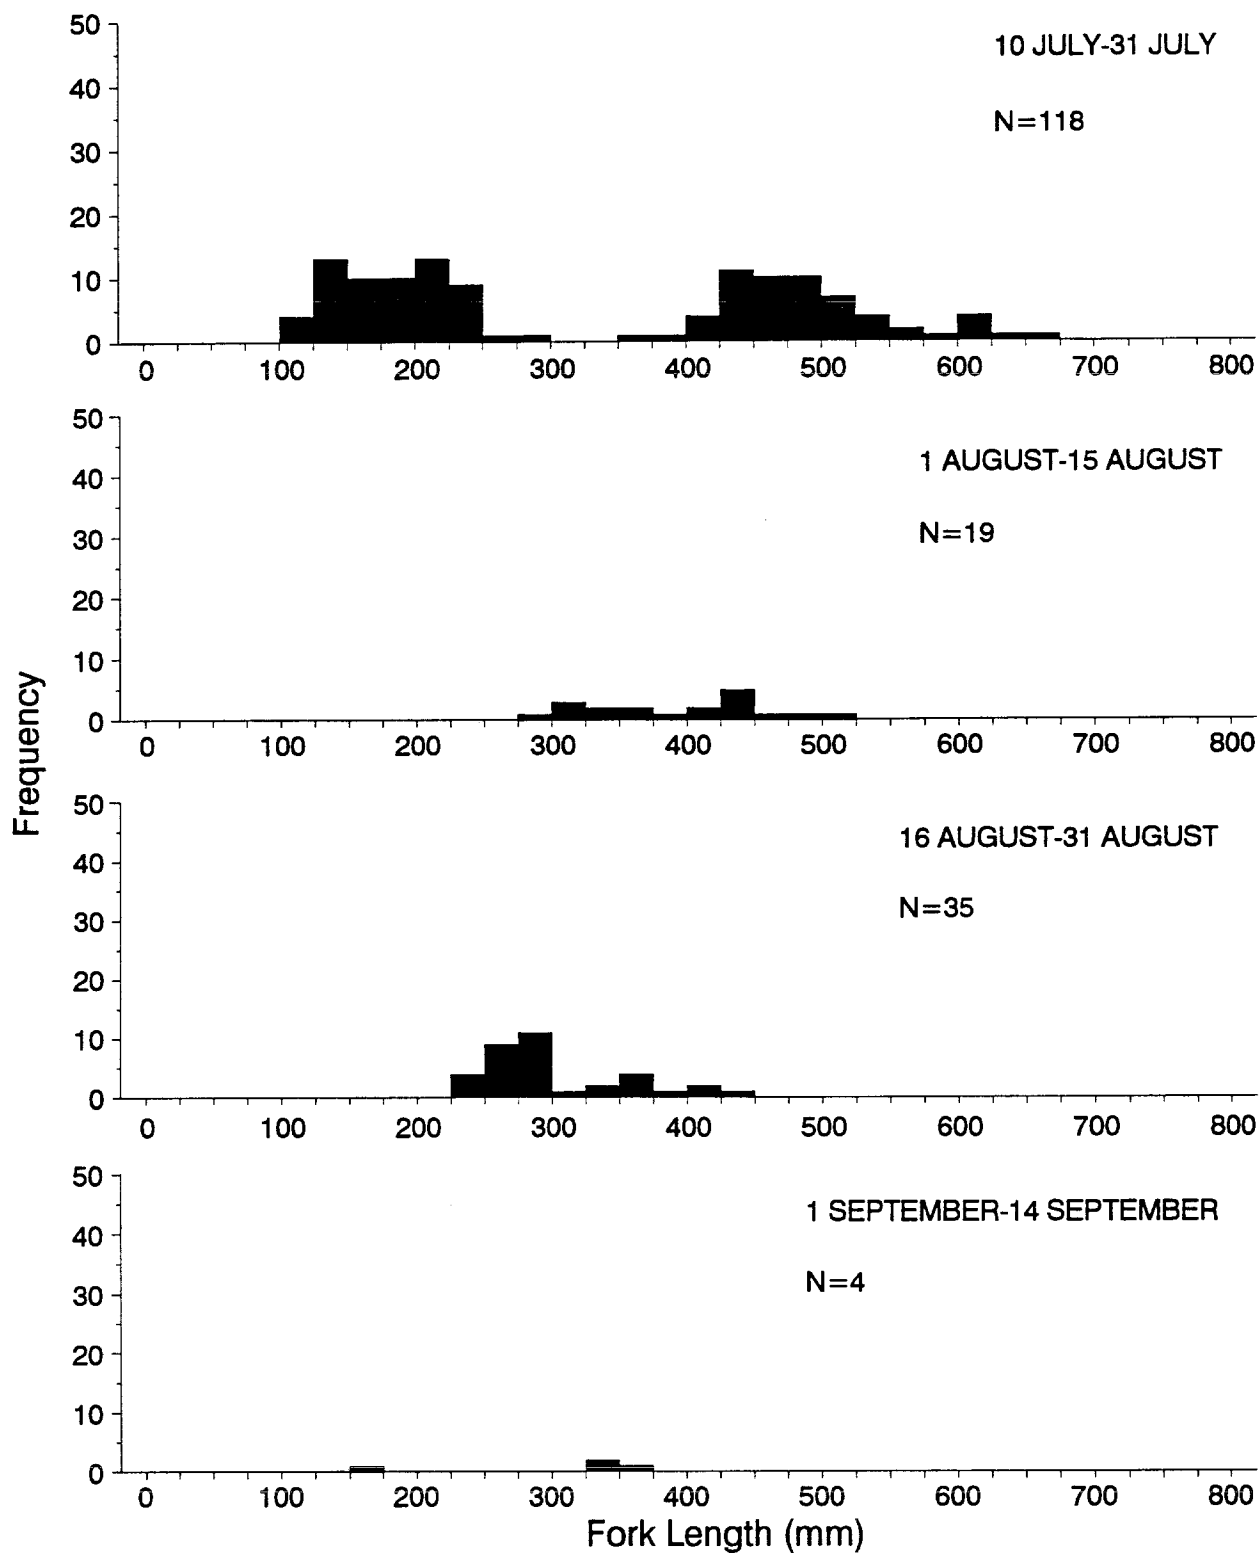 50
40
30
20
10
0
10 JULY-31 JULY
N=118
0 100 200 300 400 500 600 700 800
50
40
30
20
10
0
1 AUGUST-15 AUGUST
N=19
0 100 200 300 400 500 600 700 800
Frequency
50
40
30
20
10
0
16 AUGUST-31 AUGUST
N=35
0 100 200 300 400 500 600 700 800
50
40
30
20
10
0
1 SEPTEMBER-14 SEPTEMBER
N=4
0 100 200 300 400 500 600 700 800
Fork Length (mm)